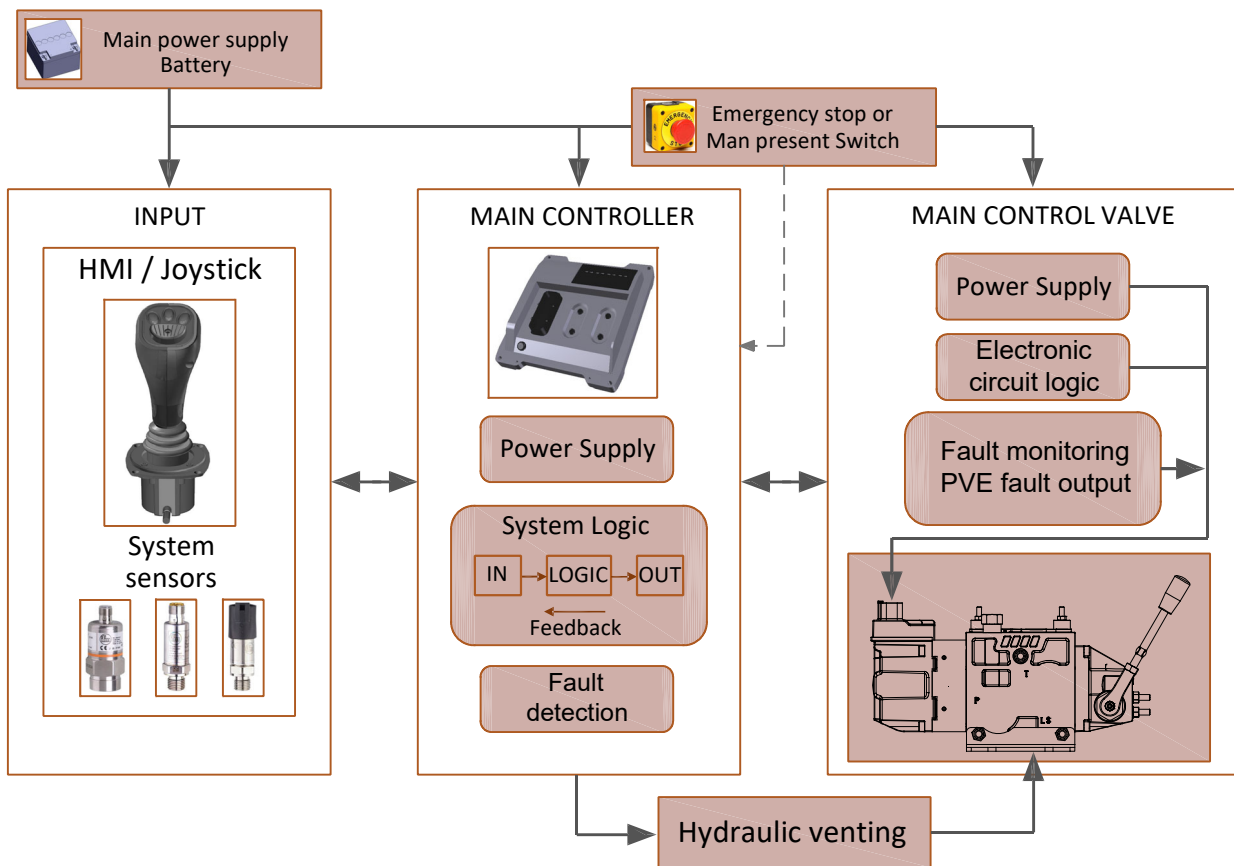 Main power supply
Battery
EMERGENCY
Emergency stop or
Man present Switch
INPUT
HMI / Joystick
System
sensors
MAIN CONTROLLER
Power Supply
System Logic
IN
LOGIC
OUT
Feedback
Fault
detection
MAIN CONTROL VALVE
Power Supply
Electronic
circuit logic
Fault monitoring
PVE fault output
P
T
LS
Hydraulic venting